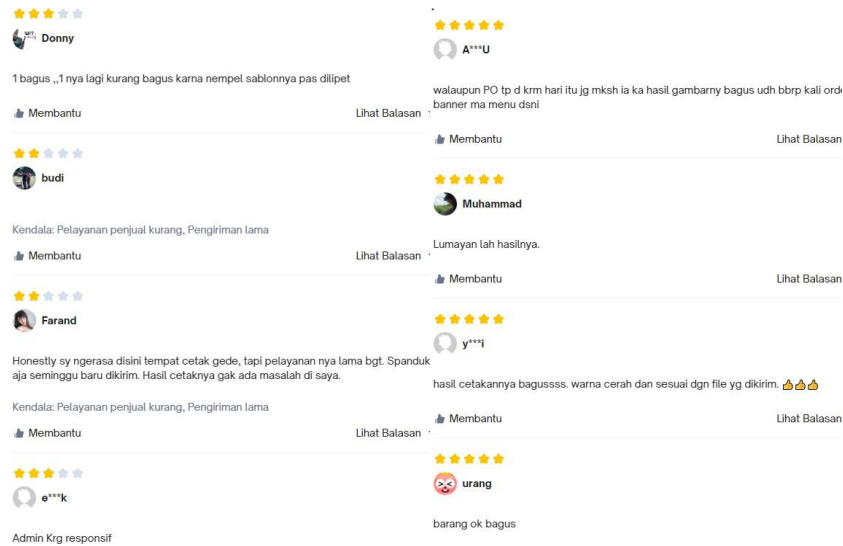 Donny
1 bagus ,,1 nya lagi kurang bagus karna nempel sablonnya pas dilipet
Membantu
Lihat Balasan
budi
Kendala: Pelayanan penjual kurang, Pengiriman lama
Membantu
Lihat Balasan
Farand
Honestly sy ngerasa disini tempat cetak gede, tapi pelayanan nya lama bgt. Spanduk
aja seminggu baru dikirim. Hasil cetaknya gak ada masalah di saya.
Kendala: Pelayanan penjual kurang, Pengiriman lama
Membantu
Lihat Balasan
e***k
Admin Krg responsif
A***U
walaupun PO tp d krm hari itu jg mksh ia ka hasil gambarny bagus udh bbrp kali orde
banner ma menu dsni
Membantu
Lihat Balasan
Muhammad
Lumayan lah hasilnya.
Membantu
Lihat Balasan
y***i
hasil cetakannya bagussss. warna cerah dan sesuai dgn file yg dikirim. 👍👍👍
Membantu
Lihat Balasan
urang
barang ok bagus